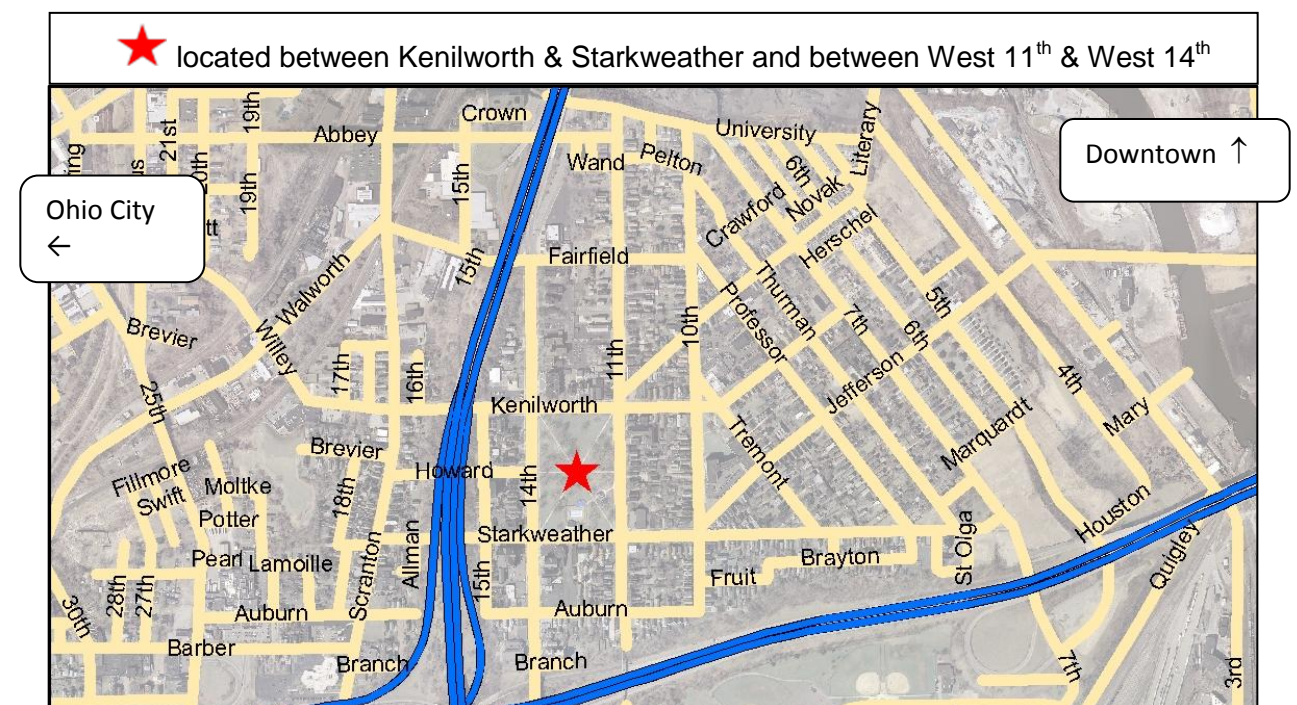 located between Kenilworth & Starkweather and between West 11th & West 14th
Crown
19th
21st
Abbey
University
Literary
Downtown ↑
ing
us
20th
15th
Wand
Pelton
6th
Ohio City
←
19th
Novak
Crawford
Herschel
tt
15th
Fairfield
Walworth
Thurman
Professor
5th
Brevier
Willey
10th
7th
6th
11th
17th
16th
Jefferson
4th
25th
Kenilworth
Mary
Tremont
Marquardt
Brevier
Howard
14th
Fillmore
Swift
Moltke
18th
Potter
Houston
Starkweather
Allman
St Olga
Quigley
Pearl
Lamoille
Scranton
15th
Brayton
Fruit
28th
27th
30th
Auburn
Auburn
Barber
Branch
Branch
7th
3rd